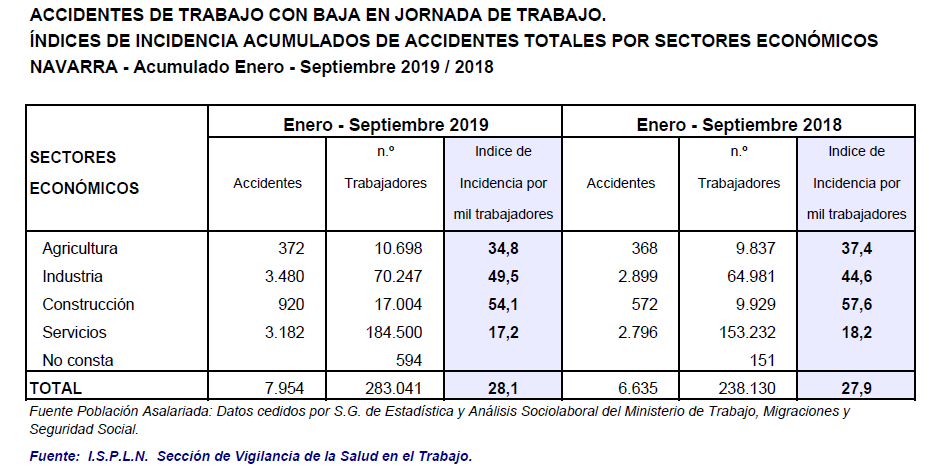 ACCIDENTES DE TRABAJO CON BAJA EN JORNADA DE TRABAJO.
ÍNDICES DE INCIDENCIA ACUMULADOS DE ACCIDENTES TOTALES POR SECTORES ECONÓMICOS
NAVARRA - Acumulado Enero - Septiembre 2019 / 2018
SECTORES ECONÓMICOS
Enero - Septiembre 2019
Enero - Septiembre 2018
Accidentes
n.º
Trabajadores
Indice de
Incidencia por
mil trabajadores
Accidentes
n.º
Trabajadores
Indice de
Incidencia por
mil trabajadores
Agricultura 372 10.698 34,8 368 9.837 37,4
Industria 3.480 70.247 49,5 2.899 64.981 44,6
Construcción 920 17.004 54,1 572 9.929 57,6
Servicios 3.182 184.500 17,2 2.796 153.232 18,2
No consta 594 151
TOTAL 7.954 283.041 28,1 6.635 238.130 27,9
Fuente Población Asalariada: Datos cedidos por S.G. de Estadística y Análisis Sociolaboral del Ministerio de Trabajo, Migraciones y
Seguridad Social.
Fuente: I.S.P.L.N. Sección de Vigilancia de la Salud en el Trabajo.